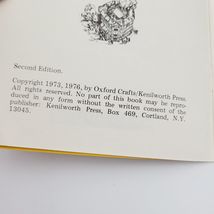 Second Edition.
Copyright 1973, 1976, by Oxford Crafts/Kenilworth Press.
All rights reserved. No part of this book may be repro-
duced in any form without the written consent of the
publisher: Kenilworth Press, Box 469, Cortland, N.Y.
13045.